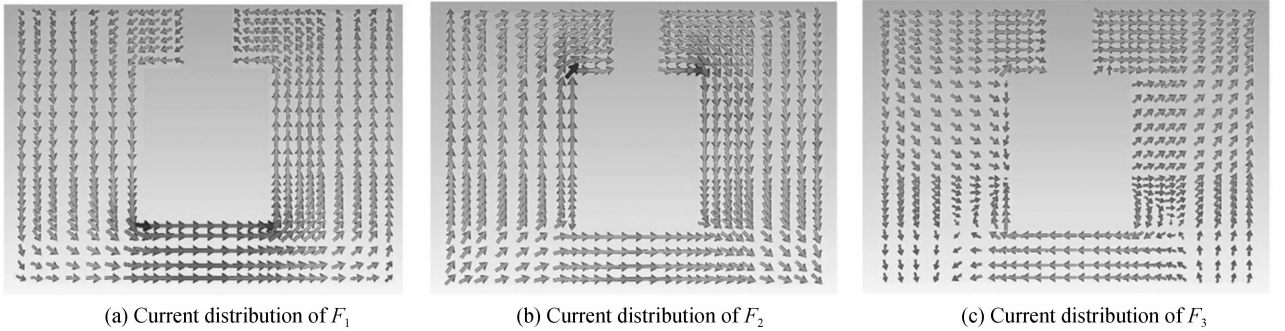 (a) Current distribution of F₁
(b) Current distribution of F₂
(c) Current distribution of F₃